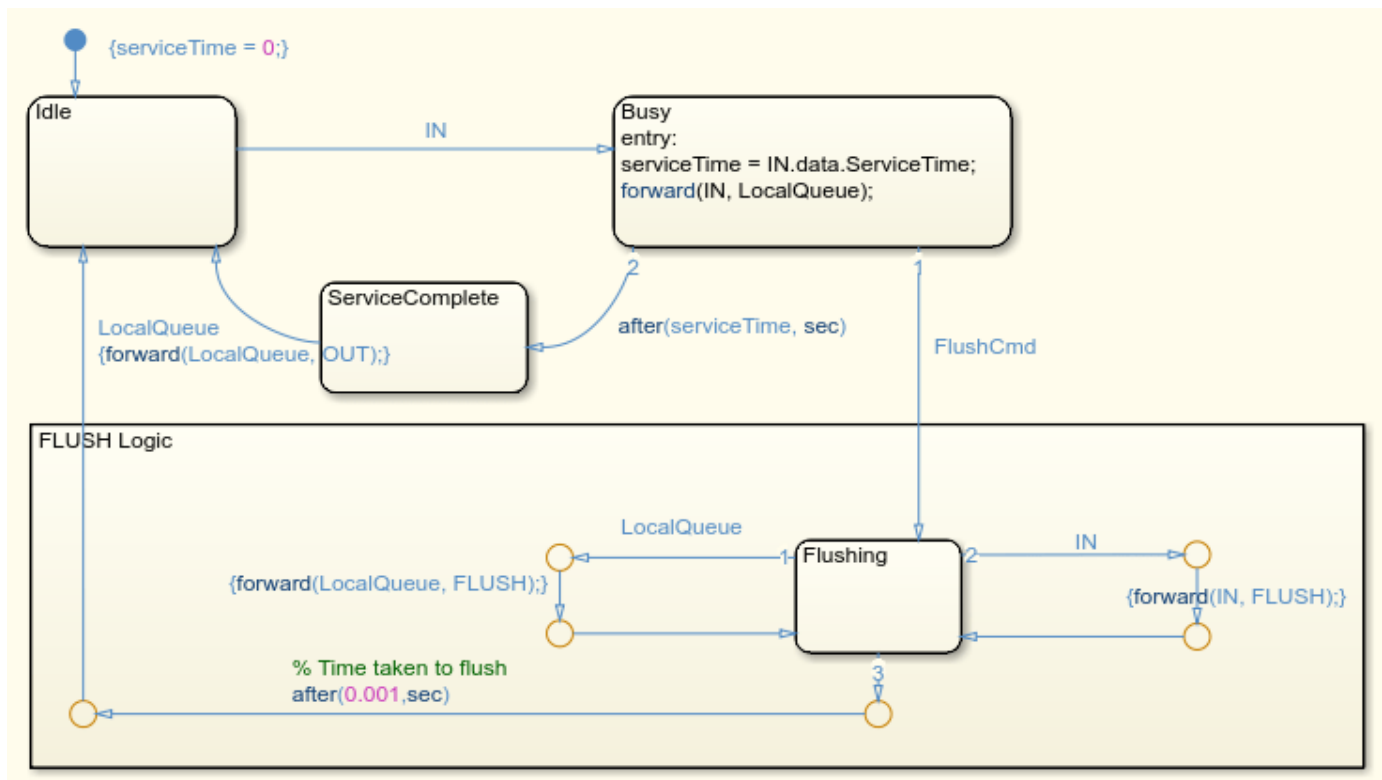 {serviceTime = 0;}
Idle
IN
Busy
entry:
serviceTime = IN.data.ServiceTime;
forward(IN, LocalQueue);
2
1
ServiceComplete
after(serviceTime, sec)
LocalQueue
{forward(LocalQueue, OUT);}
FlushCmd
FLUSH Logic
LocalQueue
1
Flushing
2
IN
{forward(LocalQueue, FLUSH);}
{forward(IN, FLUSH);}
3
% Time taken to flush
after(0.001,sec)